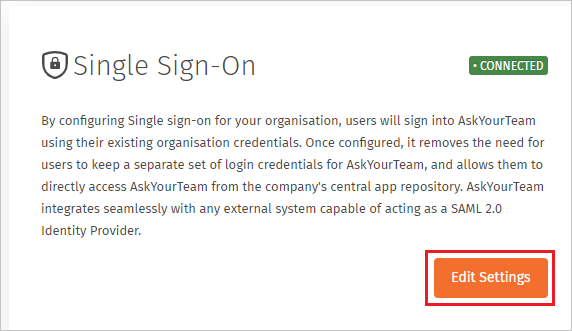 Single Sign-On
• CONNECTED
By configuring Single sign-on for your organisation, users will sign into AskYourTeam
using their existing organisation credentials. Once configured, it removes the need for
users to keep a separate set of login credentials for AskYourTeam, and allows them to
directly access AskYourTeam from the company's central app repository. AskYourTeam
integrates seamlessly with any external system capable of acting as a SAML 2.0
Identity Provider.
Edit Settings